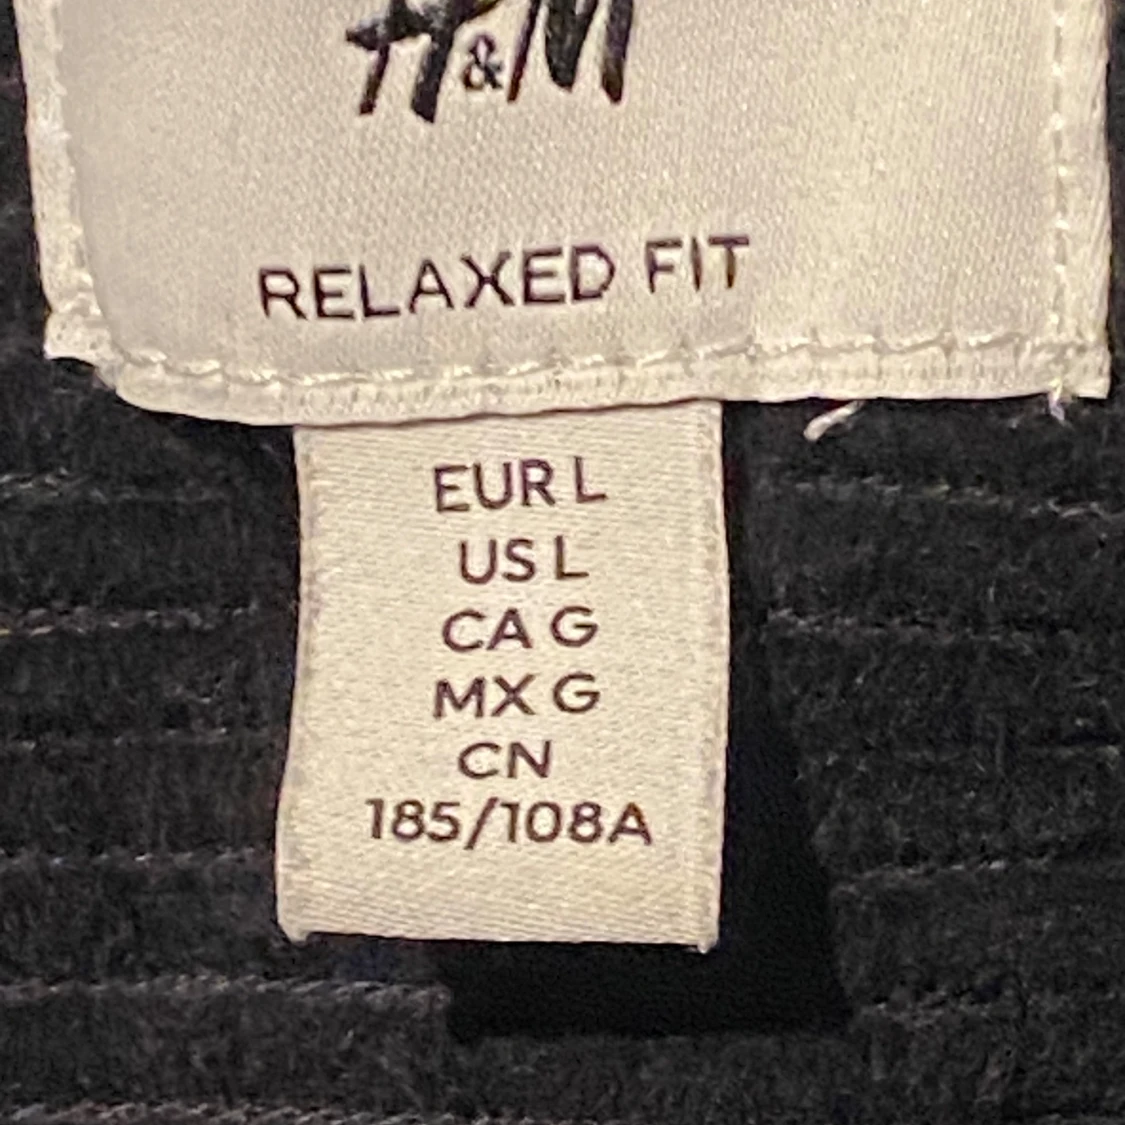 H&M
RELAXED FIT
EUR L
US L
CA G
MX G
CN
185/108A